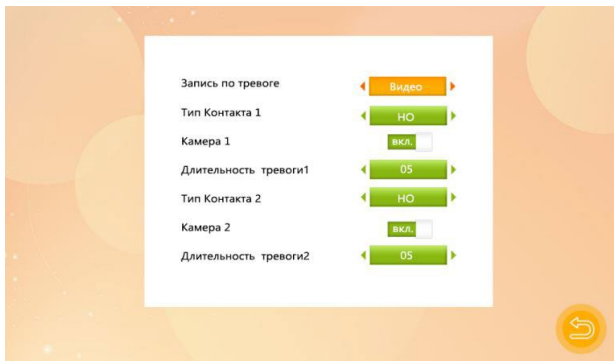 Запись по тревоге Видео
Тип Контакта 1 НО
Камера 1 вкл.
Длительность тревоги1 05
Тип Контакта 2 НО
Камера 2 вкл.
Длительность тревоги2 05